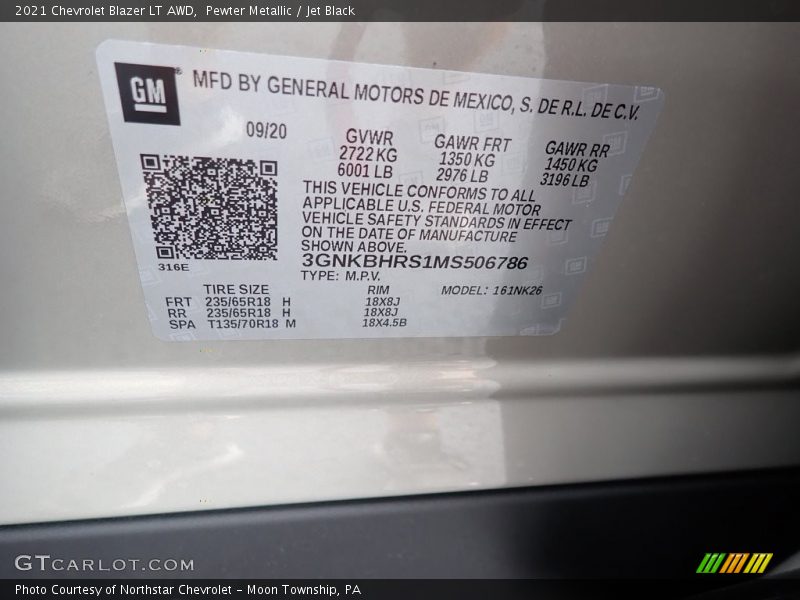 2021 Chevrolet Blazer LT AWD, Pewter Metallic / Jet Black
GM® MFD BY GENERAL MOTORS DE MEXICO, S. DE R.L. DE C.V.
09/20 GVWR GAWR FRT GAWR RR
2722 KG 1350 KG 1450 KG
6001 LB 2976 LB 3196 LB
THIS VEHICLE CONFORMS TO ALL
APPLICABLE U.S. FEDERAL MOTOR
VEHICLE SAFETY STANDARDS IN EFFECT
ON THE DATE OF MANUFACTURE
SHOWN ABOVE.
316E 3GNKBHRS1MS506786
TYPE: M.P.V.
TIRE SIZE RIM MODEL: 161NK26
FRT 235/65R18 H 18X8J
RR 235/65R18 H 18X8J
SPA T135/70R18 M 18X4.5B
GTCARLOT.COM
Photo Courtesy of Northstar Chevrolet - Moon Township, PA